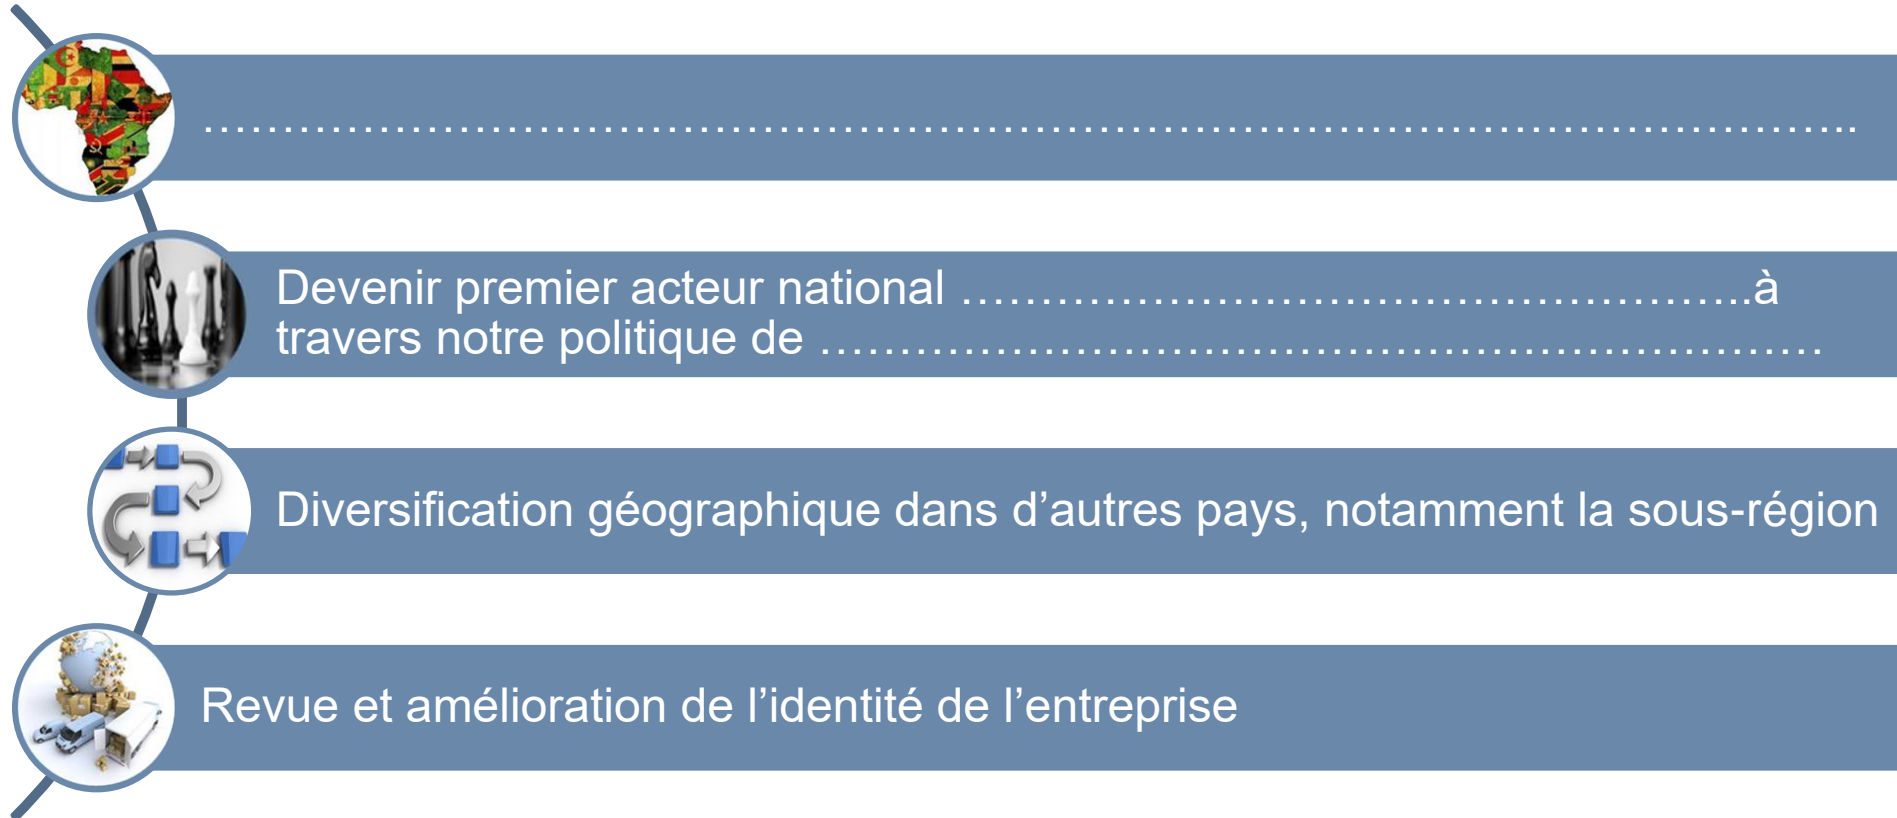 ………………………………………………………………………………………..
Devenir premier acteur national …………………………………………..à
travers notre politique de ………………………………………………………
Diversification géographique dans d’autres pays, notamment la sous-région
Revue et amélioration de l’identité de l’entreprise